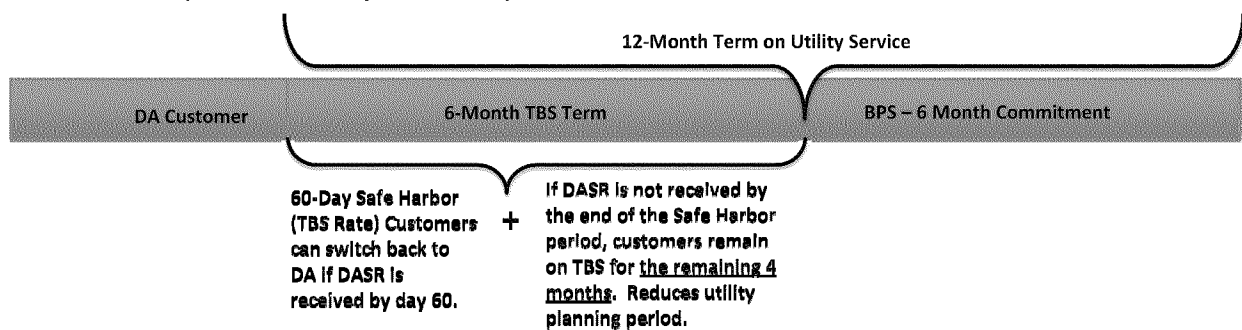 12-Month Term on Utility Service
DA Customer
6-Month TBS Term
BPS – 6 Month Commitment
60-Day Safe Harbor
(TBS Rate) Customers
can switch back to
DA if DASR is
received by day 60.
+
If DASR is not received by
the end of the Safe Harbor
period, customers remain
on TBS for the remaining 4
months. Reduces utility
planning period.